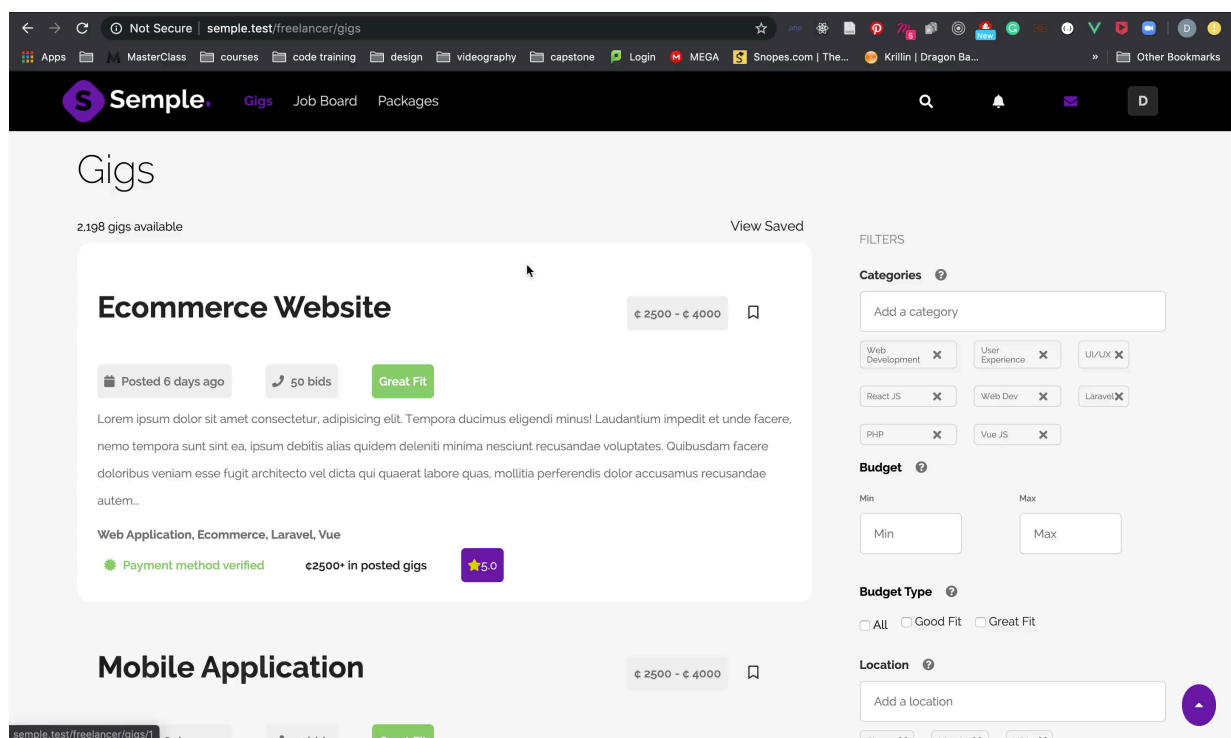 Not Secure | semple.test/freelancer/gigs
Apps MasterClass courses code training design videography capstone Login MEGA Snopes.com | The... Krillin | Dragon Ba... » Other Bookmarks
Semple. Gigs Job Board Packages D
Gigs
2,198 gigs available View Saved
FILTERS
Categories
Add a category
Ecommerce Website ¢ 2500 - ¢ 4000
Web Development User Experience UI/UX
Posted 6 days ago 50 bids Great Fit
React JS Web Dev Laravel
Lorem ipsum dolor sit amet consectetur, adipisicing elit. Tempora ducimus eligendi minus! Laudantium impedit et unde facere,
nemo tempora sunt sint ea, ipsum debitis alias quidem deleniti minima nesciunt recusandae voluptates. Quibusdam facere
doloribus veniam esse fugit architecto vel dicta qui quaerat labore quas, mollitia perferendis dolor accusamus recusandae
autem...
PHP Vue JS
Budget
Min Max
Min Max
Web Application, Ecommerce, Laravel, Vue
Payment method verified ¢2500+ in posted gigs 5.0
Budget Type
All Good Fit Great Fit
Mobile Application ¢ 2500 - ¢ 4000
Location
Add a location
semple.test/freelancer/gigs/1